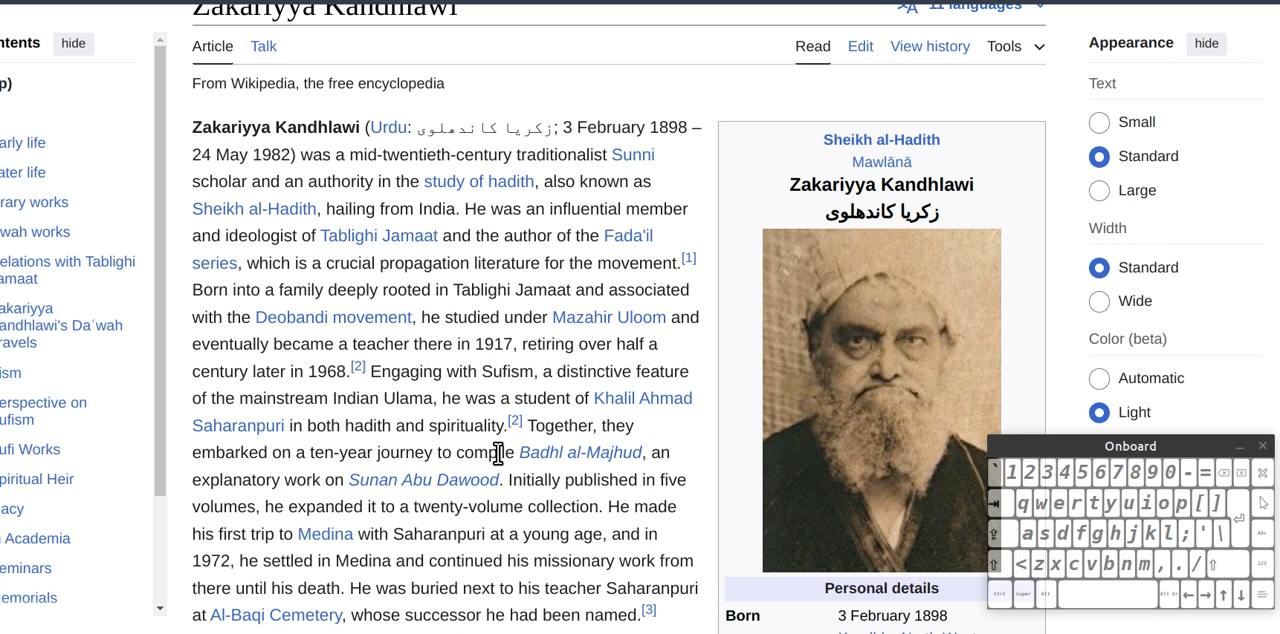 Zakariyya Kandhlawi
11 languages
ntents hide
p)
arly life
ater life
rary works
wah works
elations with Tablighi
amaat
akariyya
andhlawi's Daʿwah
ravels
ism
erspective on
ufism
ufi Works
piritual Heir
acy
n Academia
eminars
emorials
Article Talk
Read Edit View history Tools
From Wikipedia, the free encyclopedia
Zakariyya Kandhlawi (Urdu: زکریا کاندھلوی; 3 February 1898 –
24 May 1982) was a mid-twentieth-century traditionalist Sunni
scholar and an authority in the study of hadith, also known as
Sheikh al-Hadith, hailing from India. He was an influential member
and ideologist of Tablighi Jamaat and the author of the Fada'il
series, which is a crucial propagation literature for the movement.[1]
Born into a family deeply rooted in Tablighi Jamaat and associated
with the Deobandi movement, he studied under Mazahir Uloom and
eventually became a teacher there in 1917, retiring over half a
century later in 1968.[2] Engaging with Sufism, a distinctive feature
of the mainstream Indian Ulama, he was a student of Khalil Ahmad
Saharanpuri in both hadith and spirituality.[2] Together, they
embarked on a ten-year journey to compile Badhl al-Majhud, an
explanatory work on Sunan Abu Dawood. Initially published in five
volumes, he expanded it to a twenty-volume collection. He made
his first trip to Medina with Saharanpuri at a young age, and in
1972, he settled in Medina and continued his missionary work from
there until his death. He was buried next to his teacher Saharanpuri
at Al-Baqi Cemetery, whose successor he had been named.[3]
Sheikh al-Hadith
Mawlānā
Zakariyya Kandhlawi
زکریا کاندھلوی
Personal details
Born 3 February 1898
Appearance hide
Text
Small
Standard
Large
Width
Standard
Wide
Color (beta)
Automatic
Light
Onboard
` 1 2 3 4 5 6 7 8 9 0 - =
q w e r t y u i o p [ ]
a s d f g h j k l ; ' \ Abc
< z x c v b n m , . / 123
Ctrl Super Alt Alt Gr